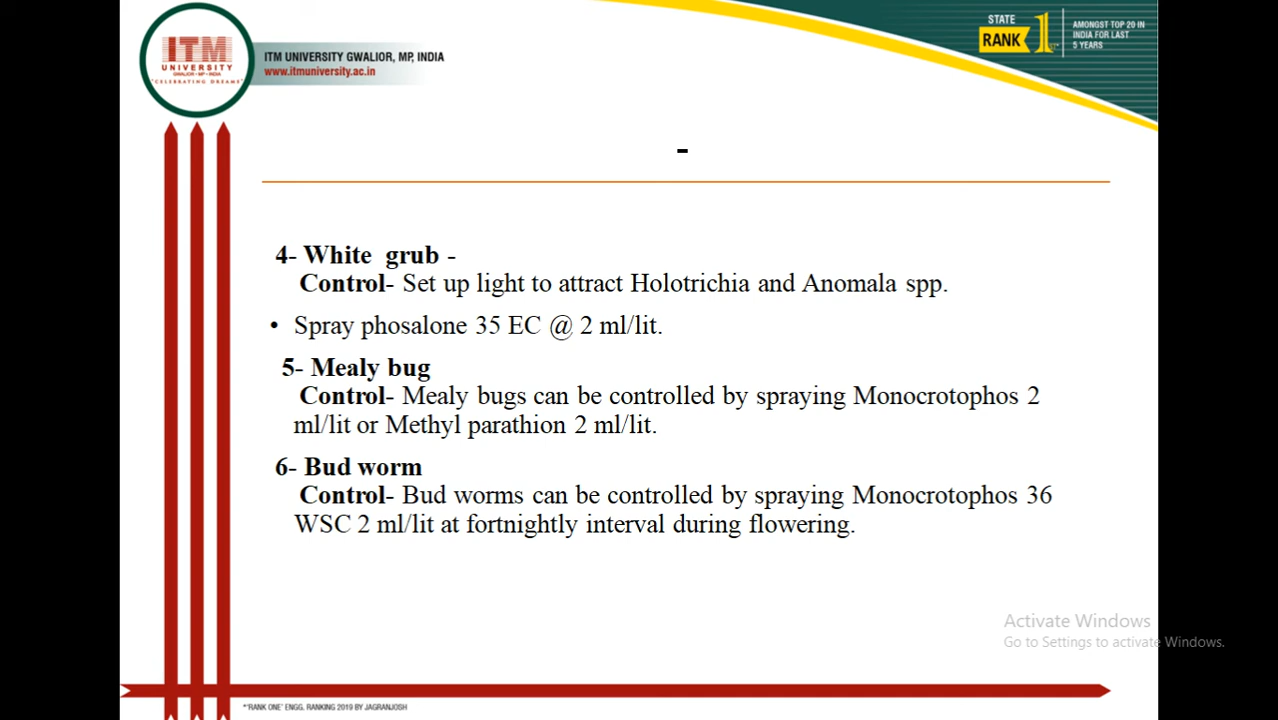 ITM
UNIVERSITY
GWALIOR • MP • INDIA
"CELEBRATING DREAMS"
ITM UNIVERSITY GWALIOR, MP, INDIA
www.itmuniversity.ac.in
STATE
RANK 1ST
AMONGST TOP 20 IN
INDIA FOR LAST
5 YEARS
-
4- White grub -
Control- Set up light to attract Holotrichia and Anomala spp.
• Spray phosalone 35 EC @ 2 ml/lit.
5- Mealy bug
Control- Mealy bugs can be controlled by spraying Monocrotophos 2
ml/lit or Methyl parathion 2 ml/lit.
6- Bud worm
Control- Bud worms can be controlled by spraying Monocrotophos 36
WSC 2 ml/lit at fortnightly interval during flowering.
Activate Windows
Go to Settings to activate Windows.
*"RANK ONE" ENGG. RANKING 2019 BY JAGRANJOSH